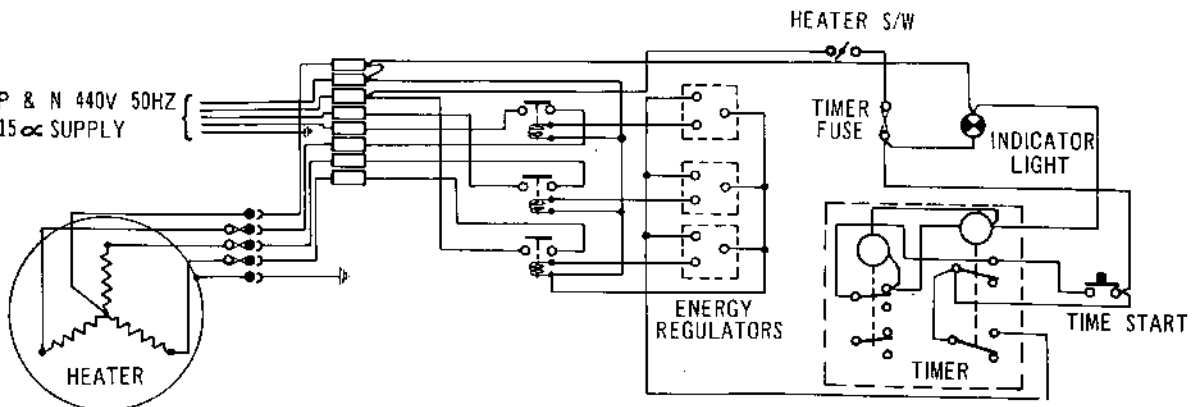 HEATER S/W
P & N 440V 50HZ
15 ∝ SUPPLY
TIMER
FUSE
INDICATOR
LIGHT
ENERGY
REGULATORS
TIME START
TIMER
HEATER